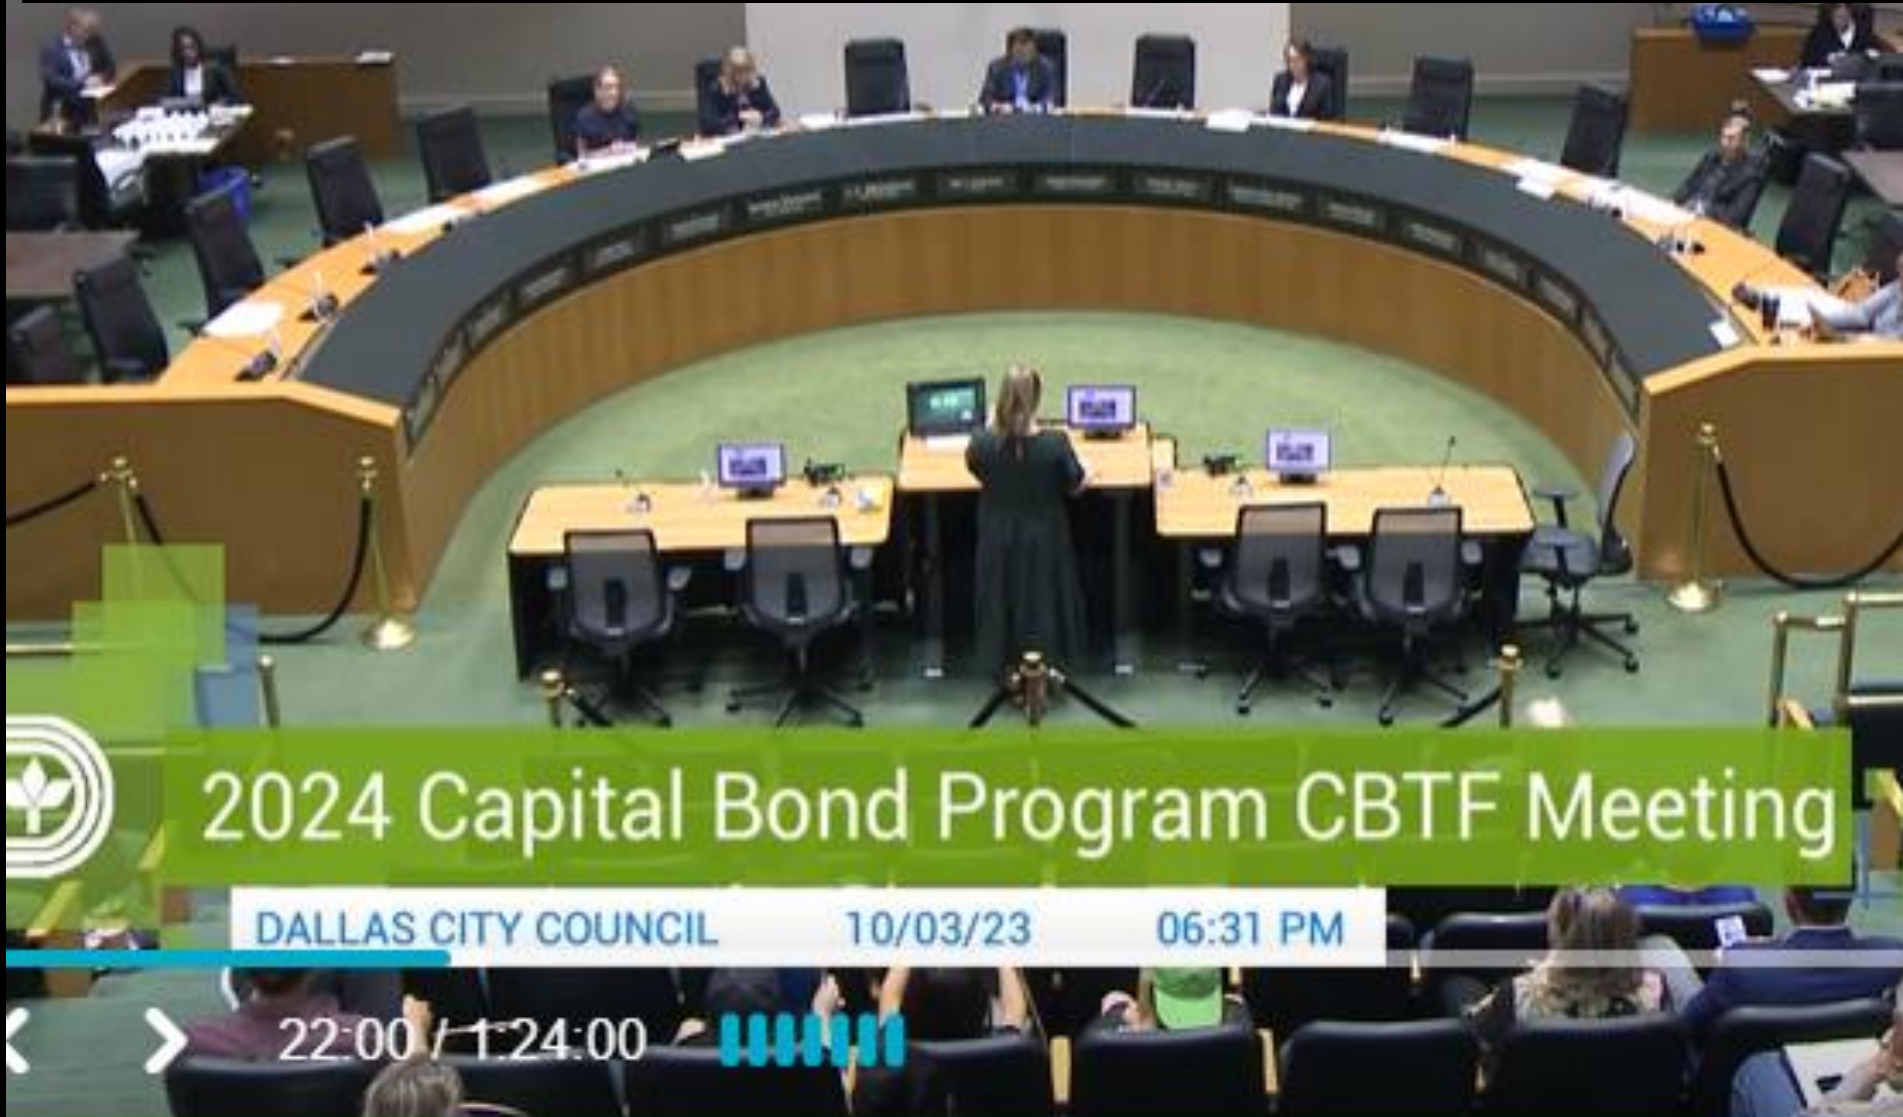 2024 Capital Bond Program CBTF Meeting
DALLAS CITY COUNCIL 10/03/23 06:31 PM
22:00 / 1:24:00